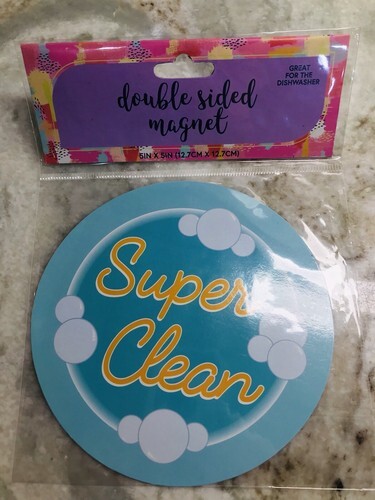 double sided
magnet
GREAT
FOR THE
DISHWASHER
5IN X 5IN (12.7CM X 12.7CM)
Super
Clean